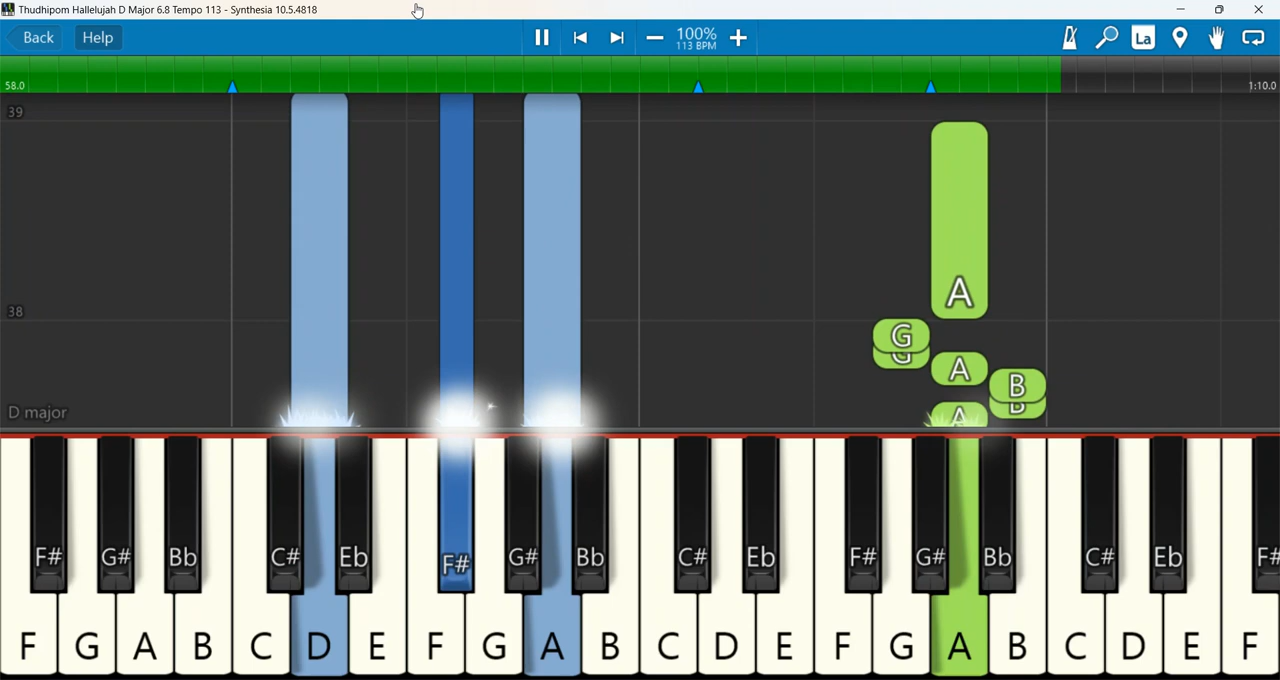 Thudhipom Hallelujah D Major 6.8 Tempo 113 - Synthesia 10.5.4818
Back Help 100% La
113 BPM
58.0 1:10.0
39
A
38
G
G A B
B
D major A
F# G# Bb C# Eb F# G# Bb C# Eb F# G# Bb C# Eb F#
F G A B C D E F G A B C D E F G A B C D E F